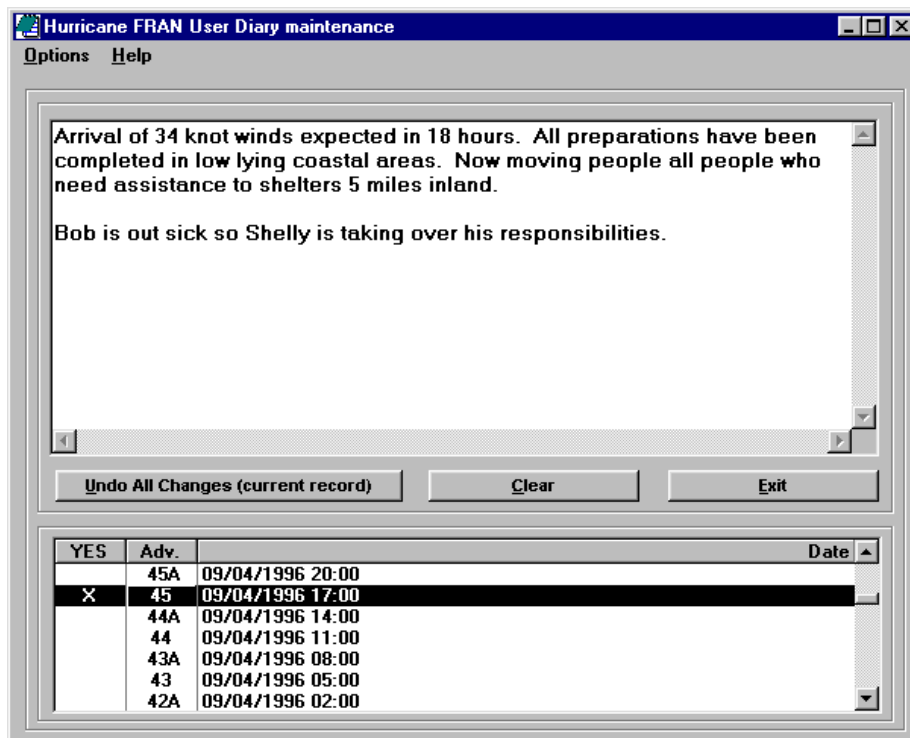 Hurricane FRAN User Diary maintenance
Options Help
Arrival of 34 knot winds expected in 18 hours.  All preparations have been
completed in low lying coastal areas.  Now moving people all people who
need assistance to shelters 5 miles inland.
Bob is out sick so Shelly is taking over his responsibilities.
Undo All Changes (current record) Clear Exit
YES Adv. Date
45A 09/04/1996 20:00
X 45 09/04/1996 17:00
44A 09/04/1996 14:00
44 09/04/1996 11:00
43A 09/04/1996 08:00
43 09/04/1996 05:00
42A 09/04/1996 02:00